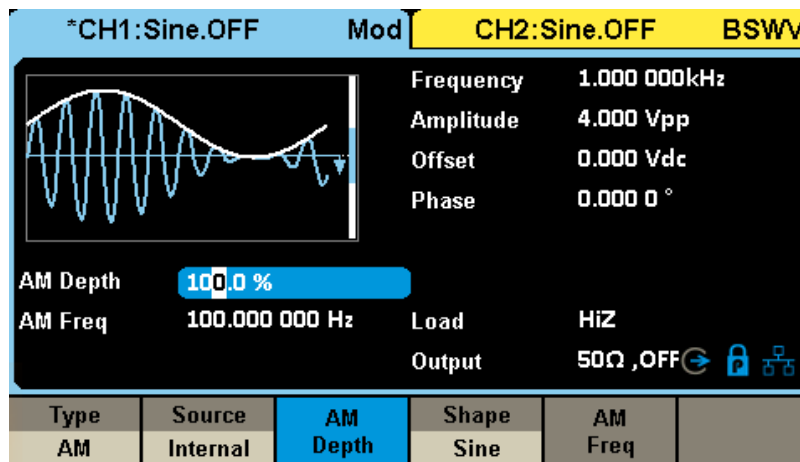 *CH1:Sine.OFF Mod CH2:Sine.OFF BSWV
Frequency 1.000 000kHz
Amplitude 4.000 Vpp
Offset 0.000 Vdc
Phase 0.000 0 °
AM Depth 100.0 %
AM Freq 100.000 000 Hz Load HiZ
Output 50Ω ,OFF P
Type Source AM Depth Shape AM Freq
AM Internal Sine